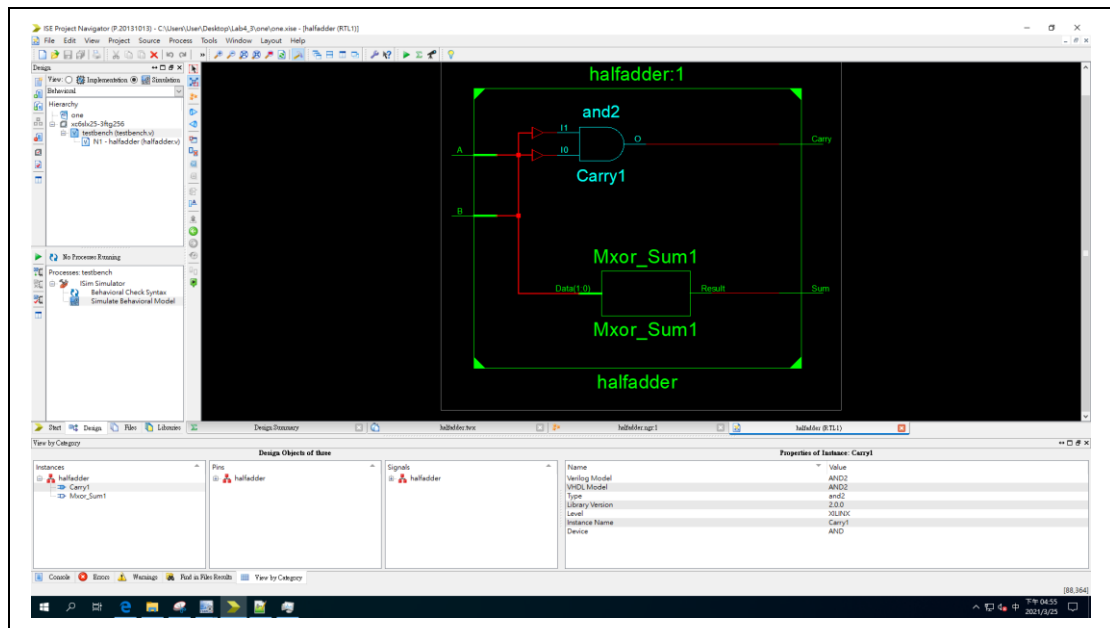 ISE Project Navigator (P.20131013) - C:\Users\User\Desktop\Lab4_3\one\one.xise - [halfadder (RTL1)]
File Edit View Project Source Process Tools Window Layout Help
Design
View: Implementation Simulation
Behavioral
Hierarchy
one
xc6slx25-3ftg256
testbench (testbench.v)
N1 - halfadder (halfadder.v)
No Processes Running
Processes: testbench
ISim Simulator
Behavioral Check Syntax
Simulate Behavioral Model
halfadder:1
and2
I1
O
I0
Carry1
A
Carry
B
Mxor_Sum1
Data(1:0)
Result
Sum
Mxor_Sum1
halfadder
Start Design Files Libraries
Design Summary
halfadder.twx
halfadder.ngr:1
halfadder (RTL1)
View by Category
Design Objects of three
Properties of Instance: Carry1
Instances
halfadder
Carry1
Mxor_Sum1
Pins
halfadder
Signals
halfadder
Name Value
Verilog Model AND2
VHDL Model AND2
Type and2
Library Version 2.0.0
Level XILINX
Instance Name Carry1
Device AND
Console Errors Warnings Find in Files Results View by Category
[88,364]
中 下午 04:55
2021/3/25